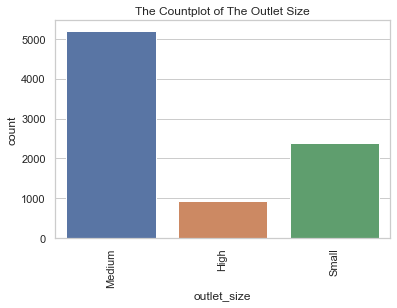 The Countplot of The Outlet Size
5000
4000
3000
2000
1000
0
count
Medium
High
Small
outlet_size